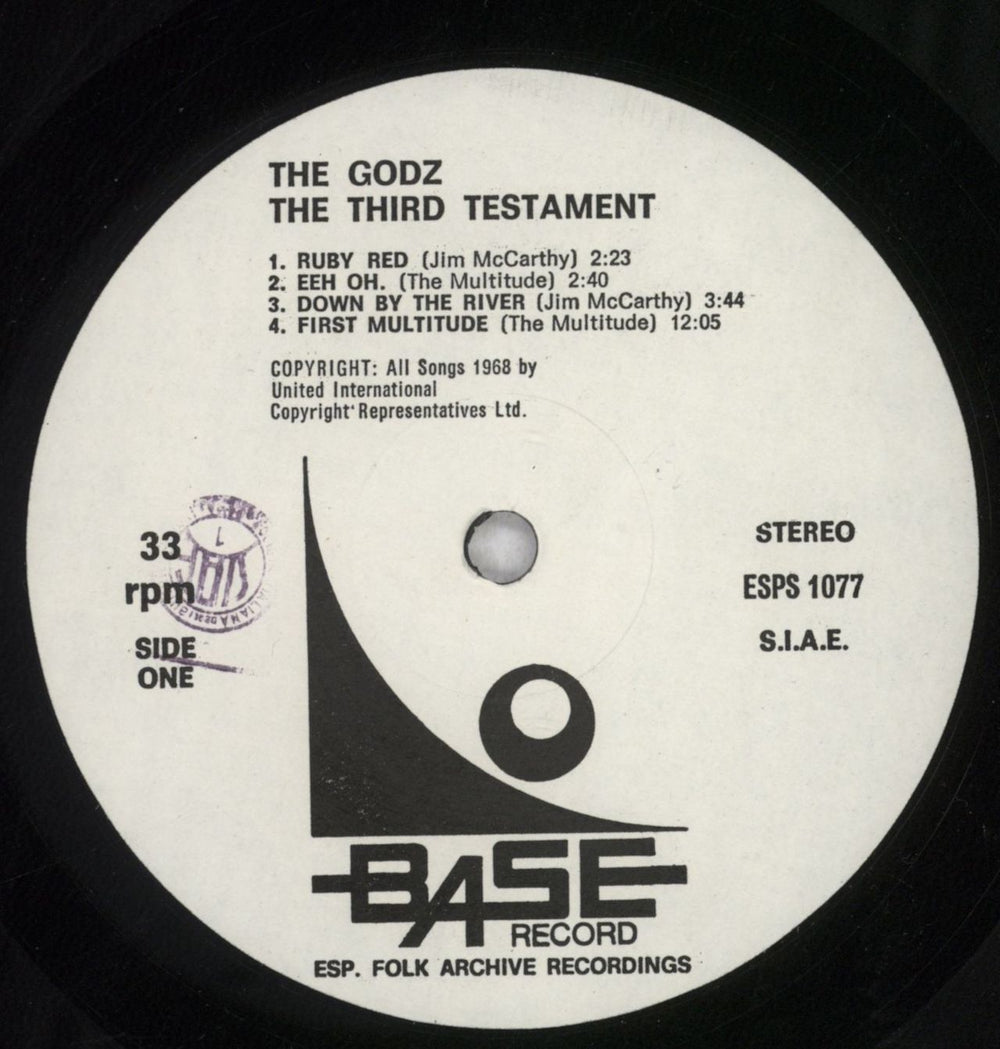 THE GODZ
THE THIRD TESTAMENT
1. RUBY RED (Jim McCarthy) 2:23
2. EEH OH. (The Multitude) 2:40
3. DOWN BY THE RIVER (Jim McCarthy) 3:44
4. FIRST MULTITUDE (The Multitude) 12:05
COPYRIGHT: All Songs 1968 by
United International
Copyright Representatives Ltd.
33
rpm
SIDE
ONE
STEREO
ESPS 1077
S.I.A.E.
BASE
RECORD
ESP. FOLK ARCHIVE RECORDINGS